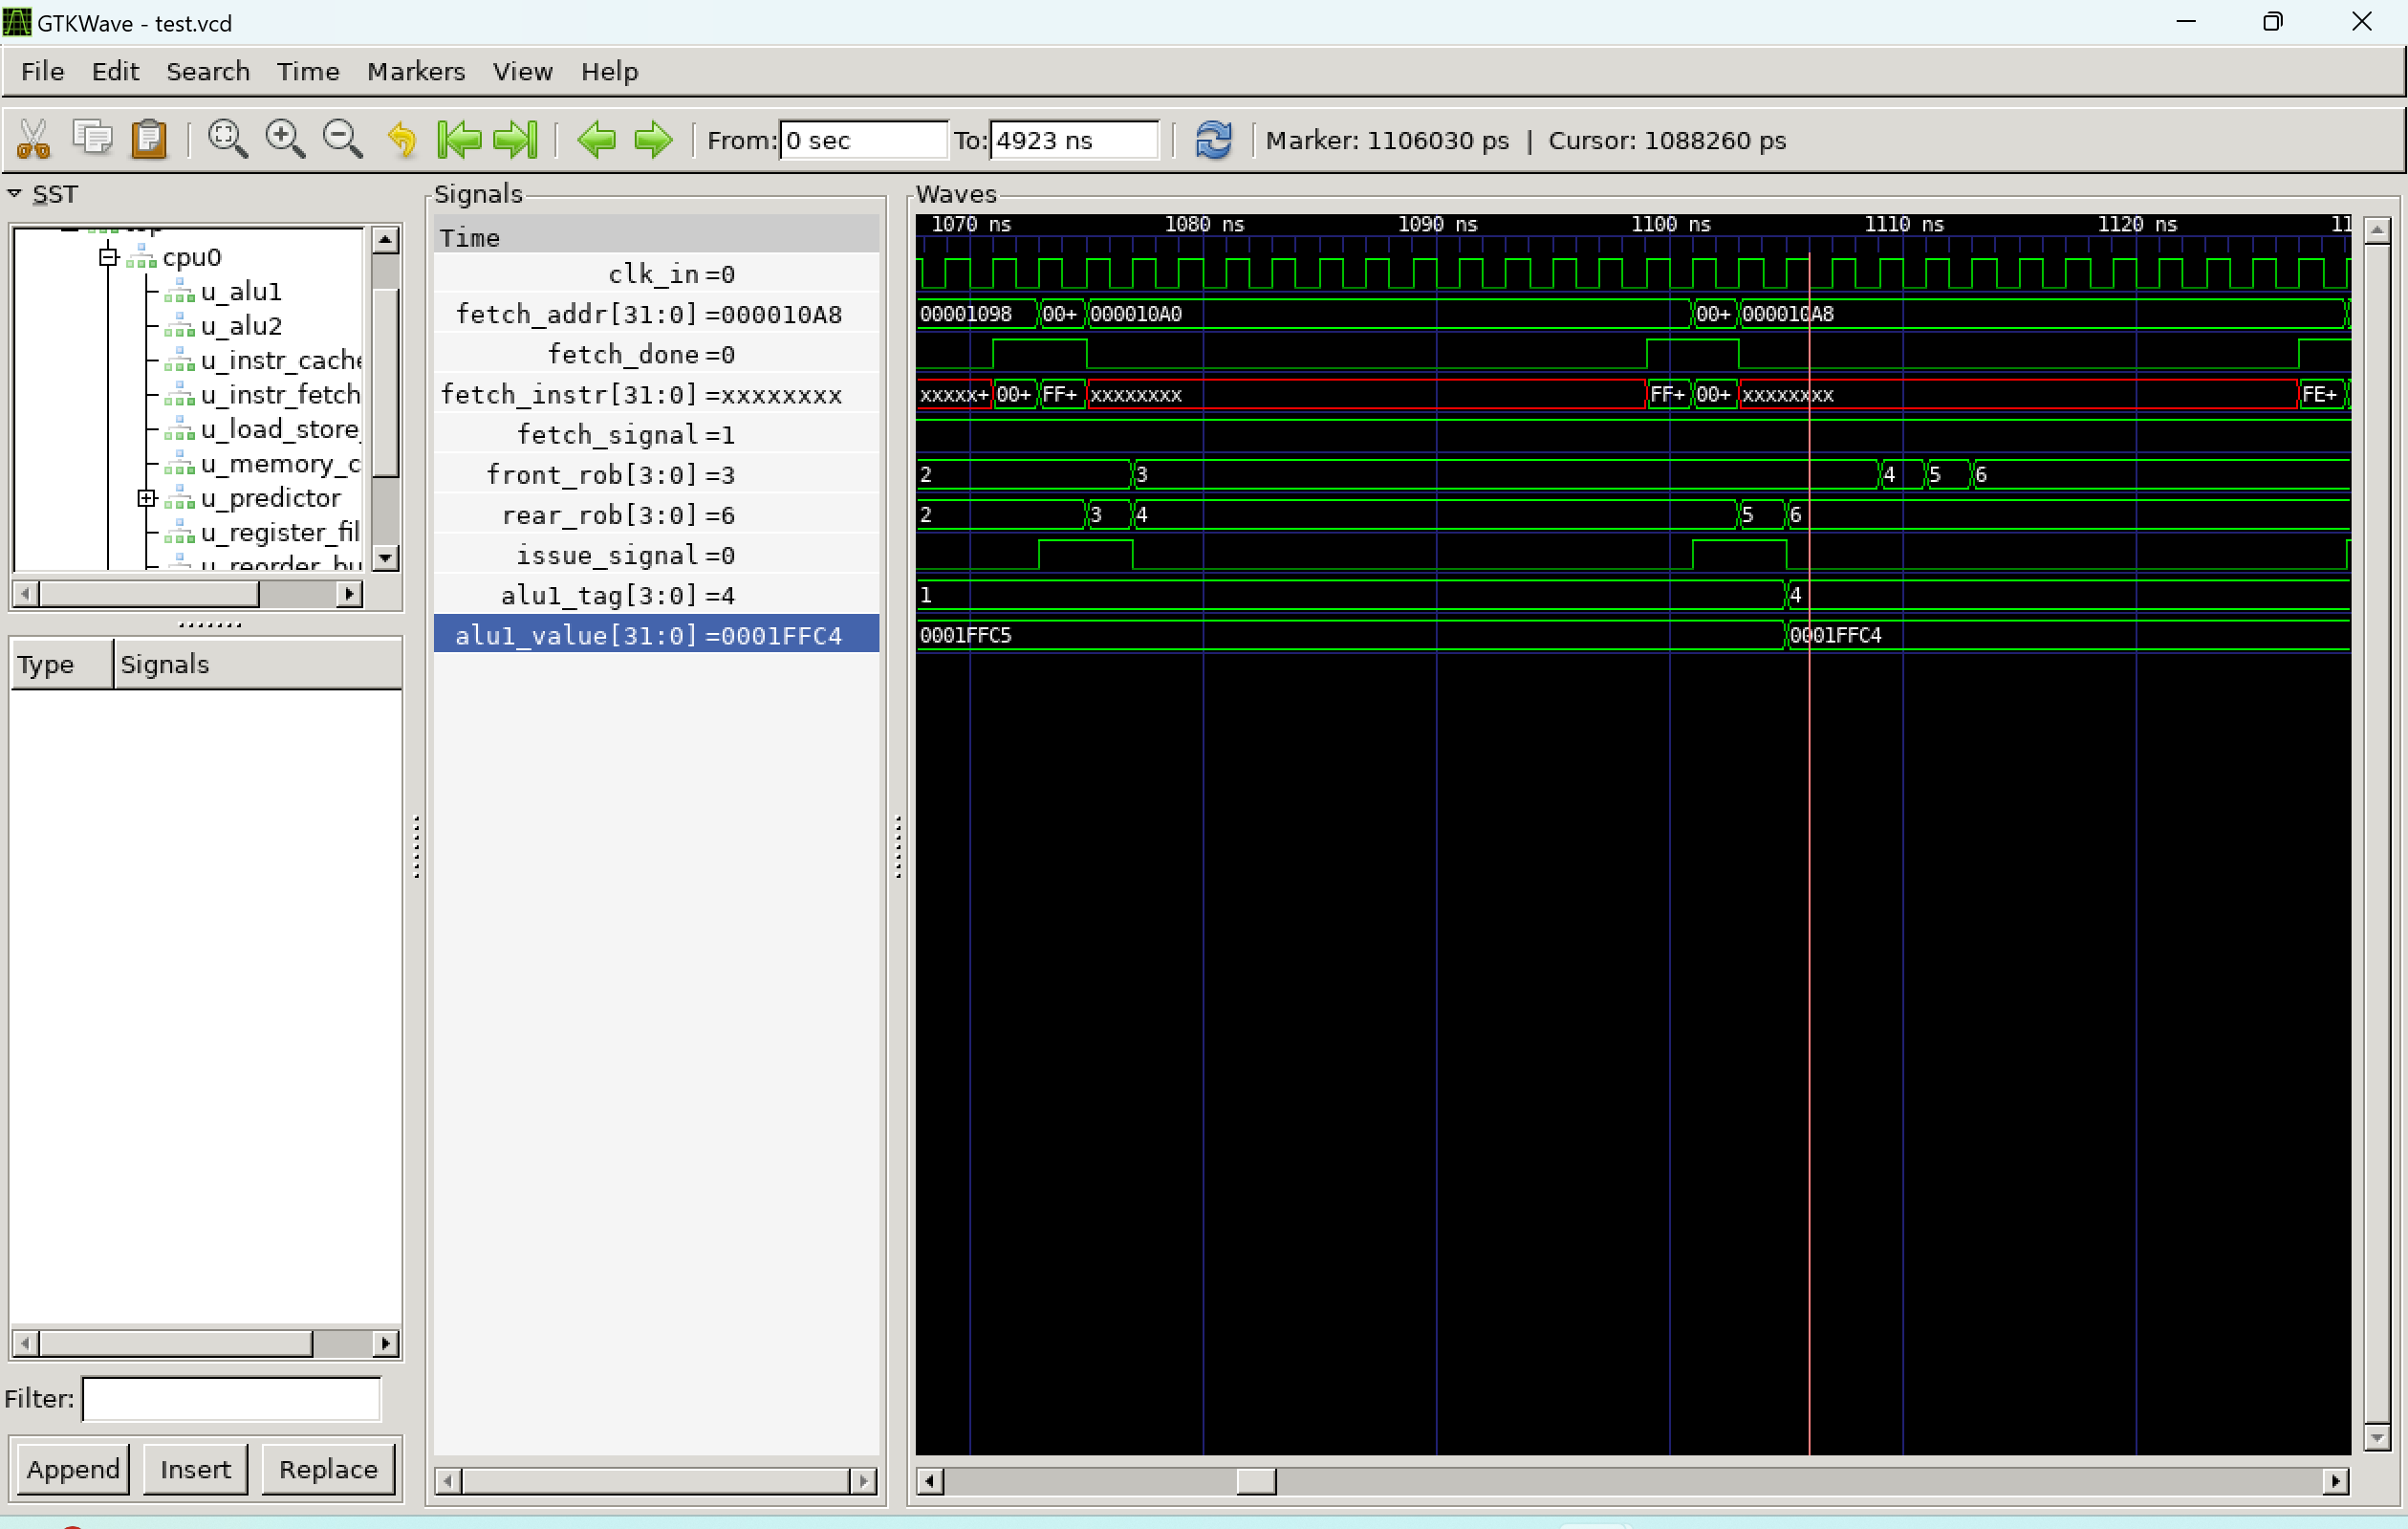 GTKWave - test.vcd
File Edit Search Time Markers View Help
From: 0 sec To: 4923 ns Marker: 1106030 ps | Cursor: 1088260 ps
SST
cpu0
u_alu1
u_alu2
u_instr_cache
u_instr_fetch
u_load_store_
u_memory_c
u_predictor
u_register_fil
u_reorder_bu
Type Signals
Filter:
Append Insert Replace
Signals
Time
clk_in=0
fetch_addr[31:0]=000010A8
fetch_done=0
fetch_instr[31:0]=xxxxxxxx
fetch_signal=1
front_rob[3:0]=3
rear_rob[3:0]=6
issue_signal=0
alu1_tag[3:0]=4
alu1_value[31:0]=0001FFC4
Waves
1070 ns 1080 ns 1090 ns 1100 ns 1110 ns 1120 ns 11
00001098 00+ 000010A0 00+ 000010A8
xxxxx+ 00+ FF+ xxxxxxxx FF+ 00+ xxxxxxxx FE+
2 3 4 5 6
2 3 4 5 6
1 4
0001FFC5 0001FFC4